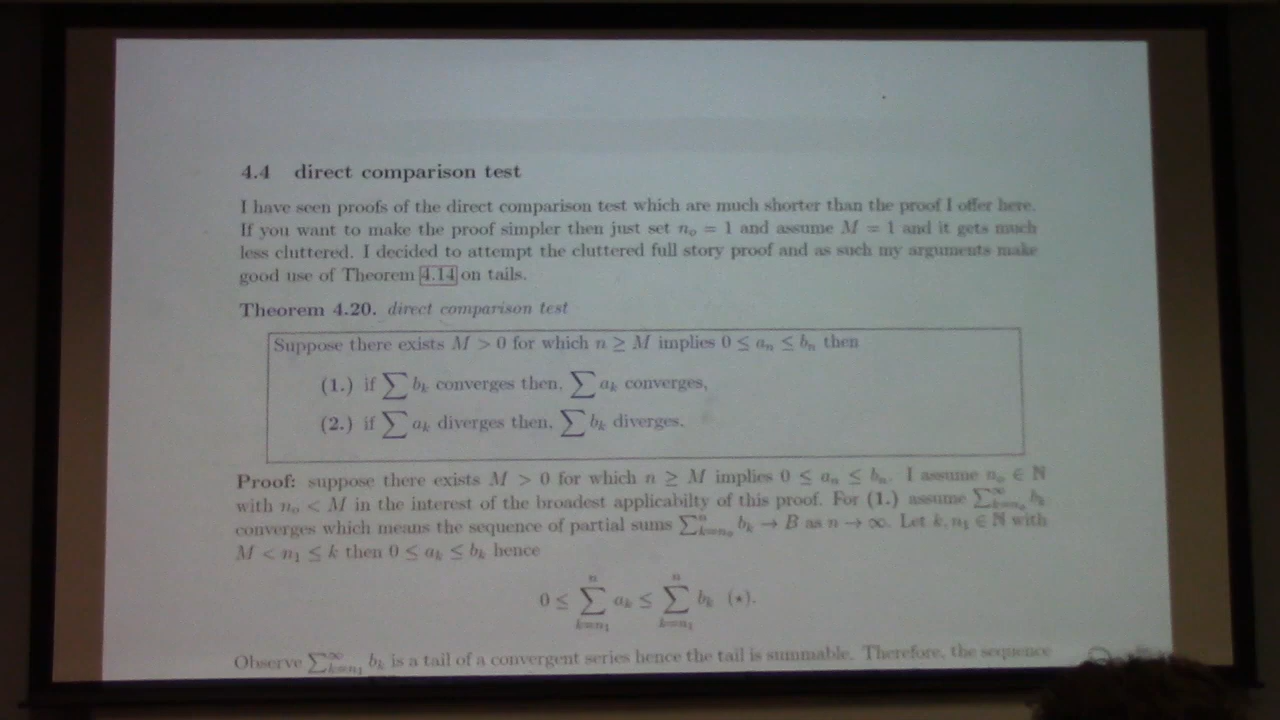 4.4 direct comparison test
I have seen proofs of the direct comparison test which are much shorter than the proof I offer here.
If you want to make the proof simpler then just set nₒ = 1 and assume M = 1 and it gets much
less cluttered. I decided to attempt the cluttered full story proof and as such my arguments make
good use of Theorem 4.14 on tails.
Theorem 4.20. direct comparison test
Suppose there exists M > 0 for which n ≥ M implies 0 ≤ aₙ ≤ bₙ then
(1.) if ∑ bₖ converges then, ∑ aₖ converges,
(2.) if ∑ aₖ diverges then, ∑ bₖ diverges.
Proof: suppose there exists M > 0 for which n ≥ M implies 0 ≤ aₙ ≤ bₙ. I assume nₒ ∈ ℕ
with nₒ < M in the interest of the broadest applicabilty of this proof. For (1.) assume ∑_{k=nₒ}^{∞} bₖ
converges which means the sequence of partial sums ∑_{k=nₒ}^{n} bₖ → B as n → ∞. Let k, n₁ ∈ ℕ with
M < n₁ ≤ k then 0 ≤ aₖ ≤ bₖ hence
0 ≤ ∑_{k=n₁}^{n} aₖ ≤ ∑_{k=n₁}^{n} bₖ (⋆).
Observe ∑_{k=n₁}^{∞} bₖ is a tail of a convergent series hence the tail is summable. Therefore, the sequence